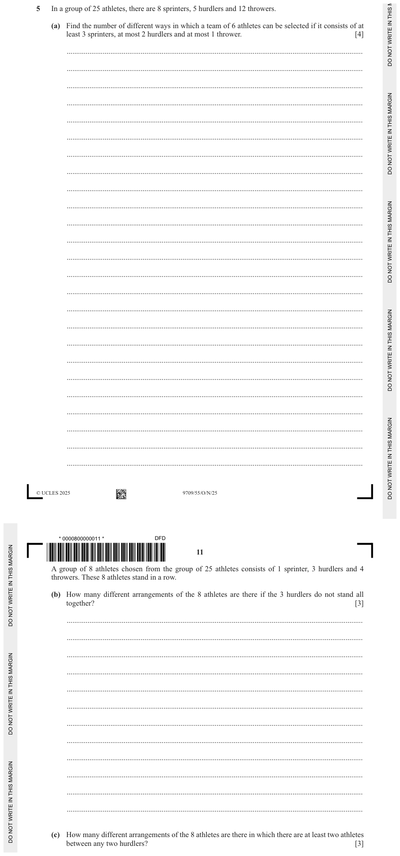 5 In a group of 25 athletes, there are 8 sprinters, 5 hurdlers and 12 throwers.
(a) Find the number of different ways in which a team of 6 athletes can be selected if it consists of at
least 3 sprinters, at most 2 hurdlers and at most 1 thrower. [4]
DO NOT WRITE IN THIS MARGIN
DO NOT WRITE IN THIS MARGIN
DO NOT WRITE IN THIS MARGIN
DO NOT WRITE IN THIS MARGIN
DO NOT WRITE IN THIS MARGIN
© UCLES 2025
9709/55/O/N/25
* 0000800000011 *
DFD
11
A group of 8 athletes chosen from the group of 25 athletes consists of 1 sprinter, 3 hurdlers and 4
throwers. These 8 athletes stand in a row.
(b) How many different arrangements of the 8 athletes are there if the 3 hurdlers do not stand all
together? [3]
(c) How many different arrangements of the 8 athletes are there in which there are at least two athletes
between any two hurdlers? [3]
DO NOT WRITE IN THIS MARGIN
DO NOT WRITE IN THIS MARGIN
DO NOT WRITE IN THIS MARGIN